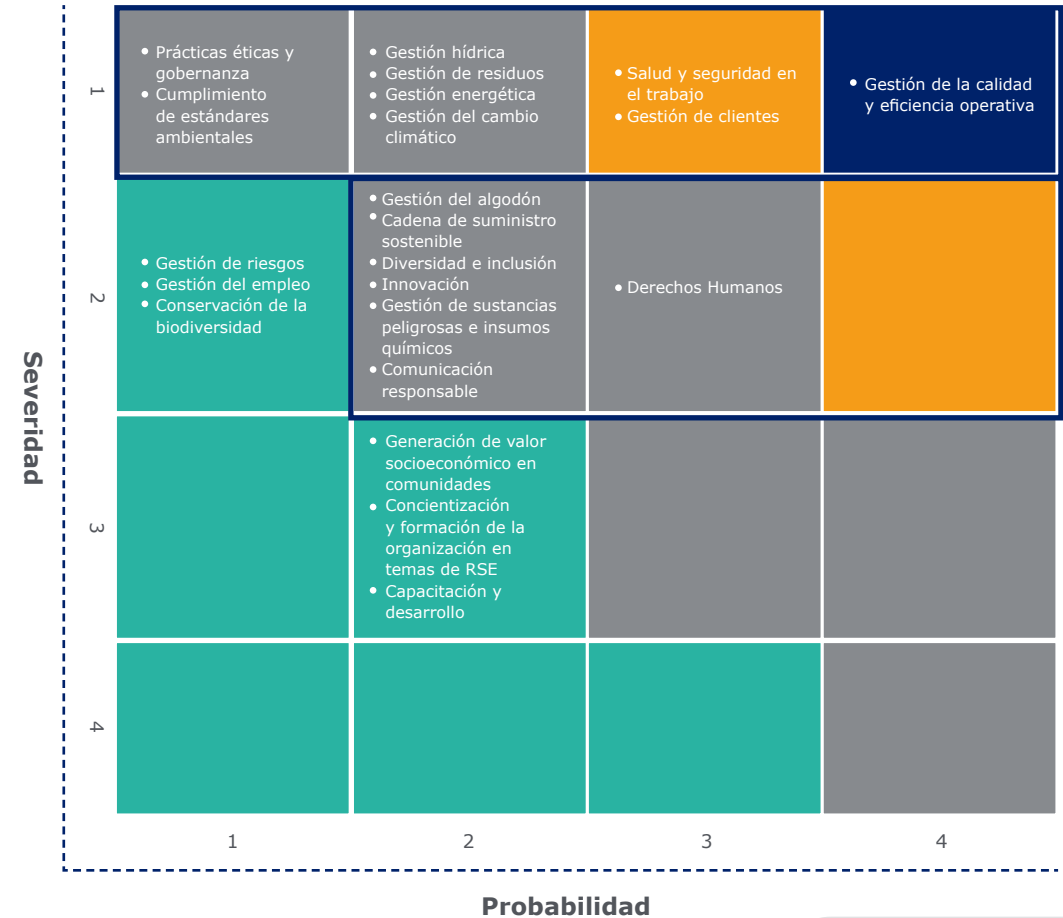 Severidad
1
Prácticas éticas y
gobernanza
Cumplimiento
de estándares
ambientales
Gestión hídrica
Gestión de residuos
Gestión energética
Gestión del cambio
climático
Salud y seguridad en
el trabajo
Gestión de clientes
Gestión de la calidad
y eficiencia operativa
2
Gestión de riesgos
Gestión del empleo
Conservación de la
biodiversidad
Gestión del algodón
Cadena de suministro
sostenible
Diversidad e inclusión
Innovación
Gestión de sustancias
peligrosas e insumos
químicos
Comunicación
responsable
Derechos Humanos
3
Generación de valor
socioeconómico en
comunidades
Concientización
y formación de la
organización en
temas de RSE
Capacitación y
desarrollo
4
1
2
3
4
Probabilidad